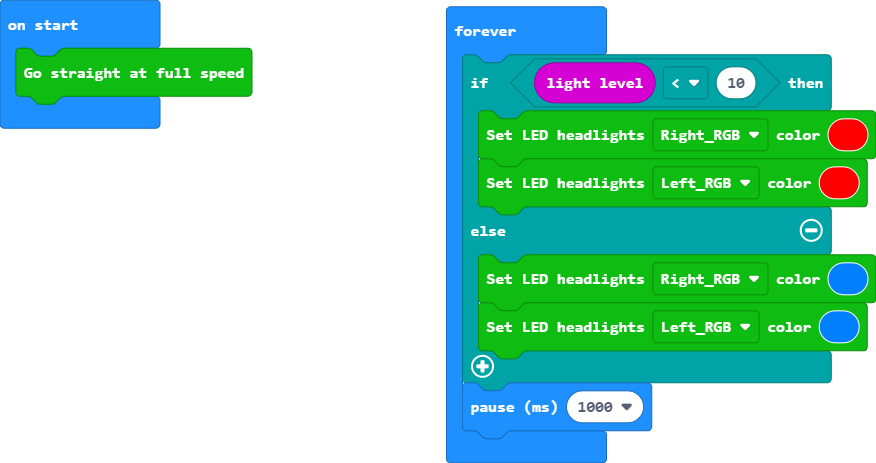 on start
Go straight at full speed
forever
if light level < 10 then
Set LED headlights Right_RGB color
Set LED headlights Left_RGB color
else
Set LED headlights Right_RGB color
Set LED headlights Left_RGB color
pause (ms) 1000